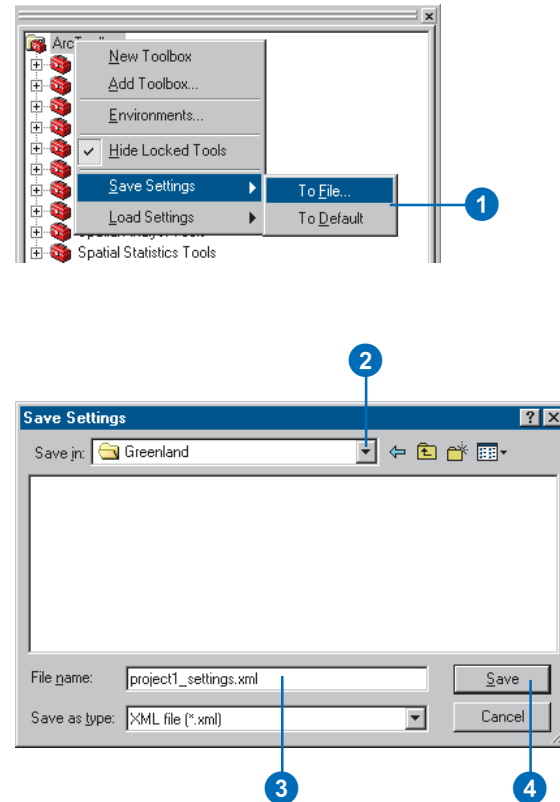 New Toolbox
Add Toolbox...
Environments...
Hide Locked Tools
Save Settings
To File...
To Default
1
Load Settings
Spatial Statistics Tools
2
Save Settings
Save in:
Greenland
File name:
project1_settings.xml
Save
Save as type:
XML file (*.xml)
Cancel
3
4